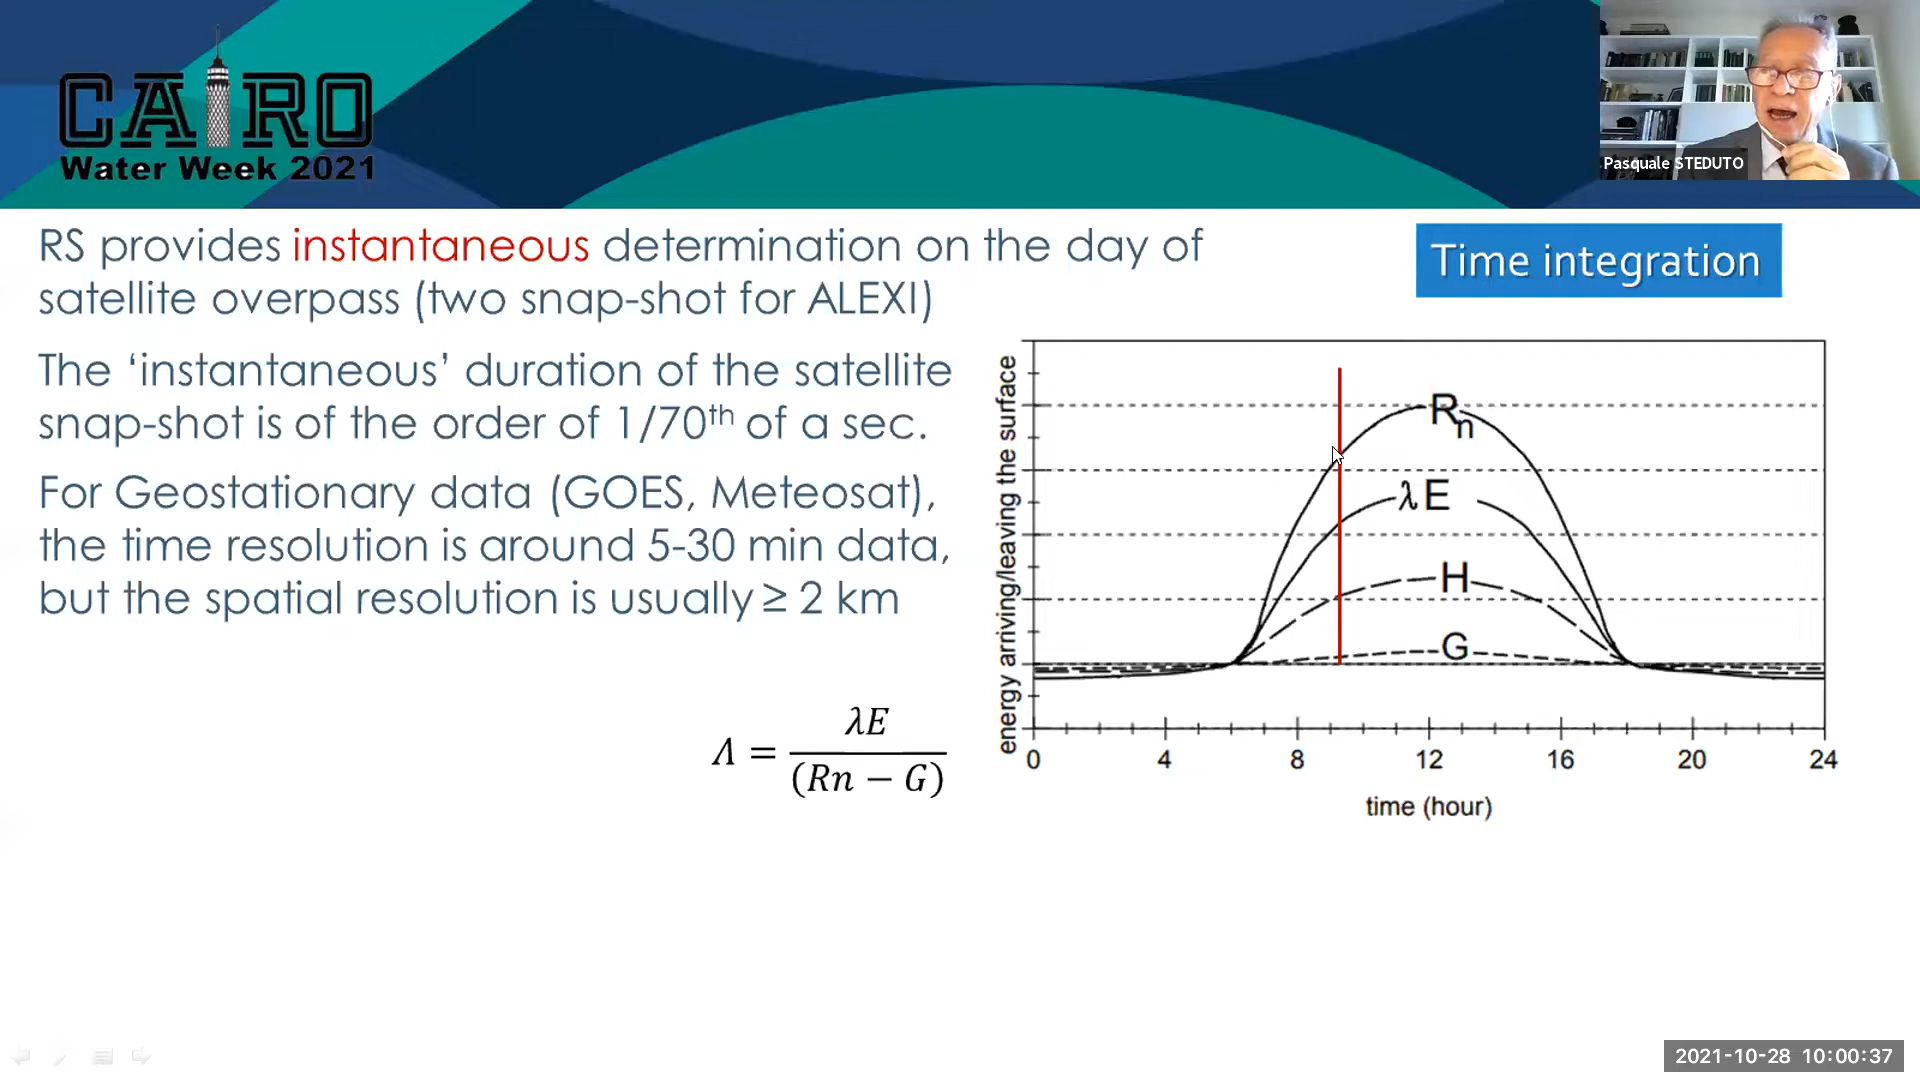 CAIRO
Water Week 2021
Pasquale STEDUTO
RS provides instantaneous determination on the day of
satellite overpass (two snap-shot for ALEXI)
Time integration
The ‘instantaneous’ duration of the satellite
snap-shot is of the order of 1/70th of a sec.
For Geostationary data (GOES, Meteosat),
the time resolution is around 5-30 min data,
but the spatial resolution is usually ≥ 2 km
Λ = λE / (Rn − G)
energy arriving/leaving the surface
Rn
λE
H
G
0 4 8 12 16 20 24
time (hour)
2021-10-28 10:00:37